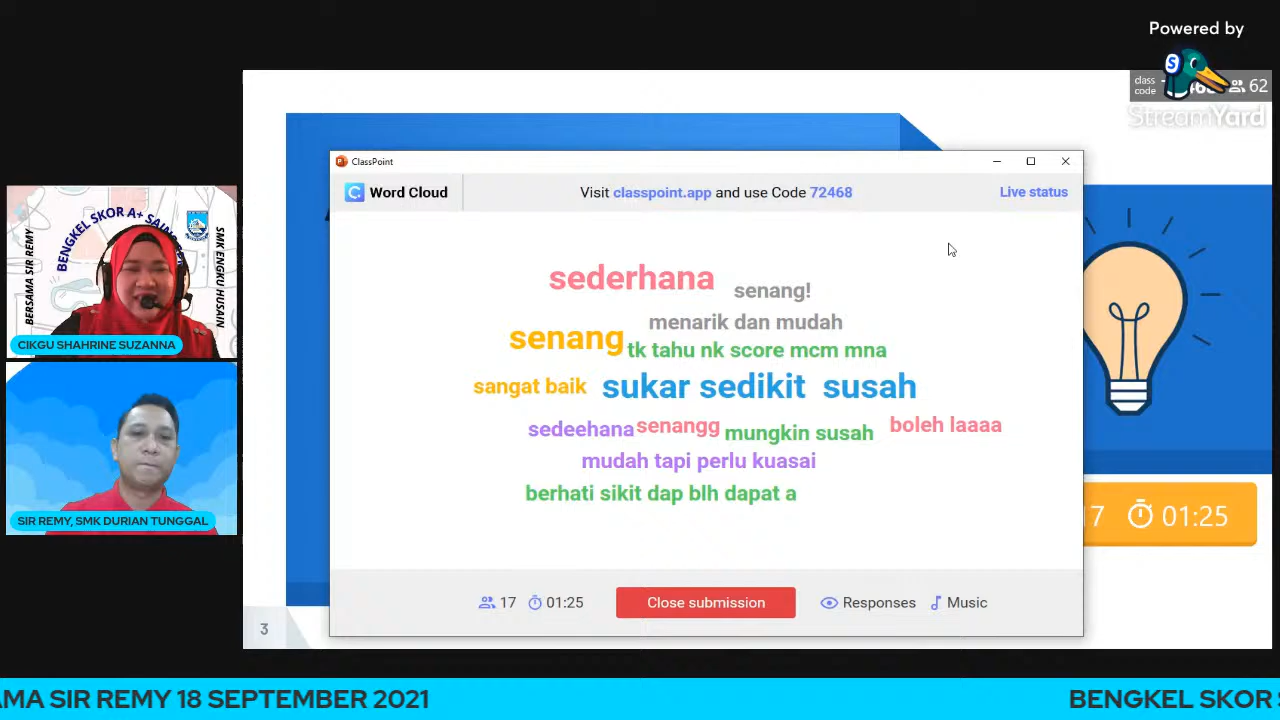 Powered by
StreamYard
class
code
62
ClassPoint
Word Cloud
Visit classpoint.app and use Code 72468
Live status
sederhana
senang!
menarik dan mudah
senang
tk tahu nk score mcm mna
sangat baik
sukar sedikit susah
sedeehana
senangg
mungkin susah
boleh laaaa
mudah tapi perlu kuasai
berhati sikit dap blh dapat a
17 01:25
Close submission
Responses
Music
17 01:25
3
BERSAMA SIR REMY
BENGKEL SKOR A+
SMK ENGKU HUSAIN
CIKGU SHAHRINE SUZANNA
SIR REMY, SMK DURIAN TUNGGAL
AMA SIR REMY 18 SEPTEMBER 2021
BENGKEL SKOR